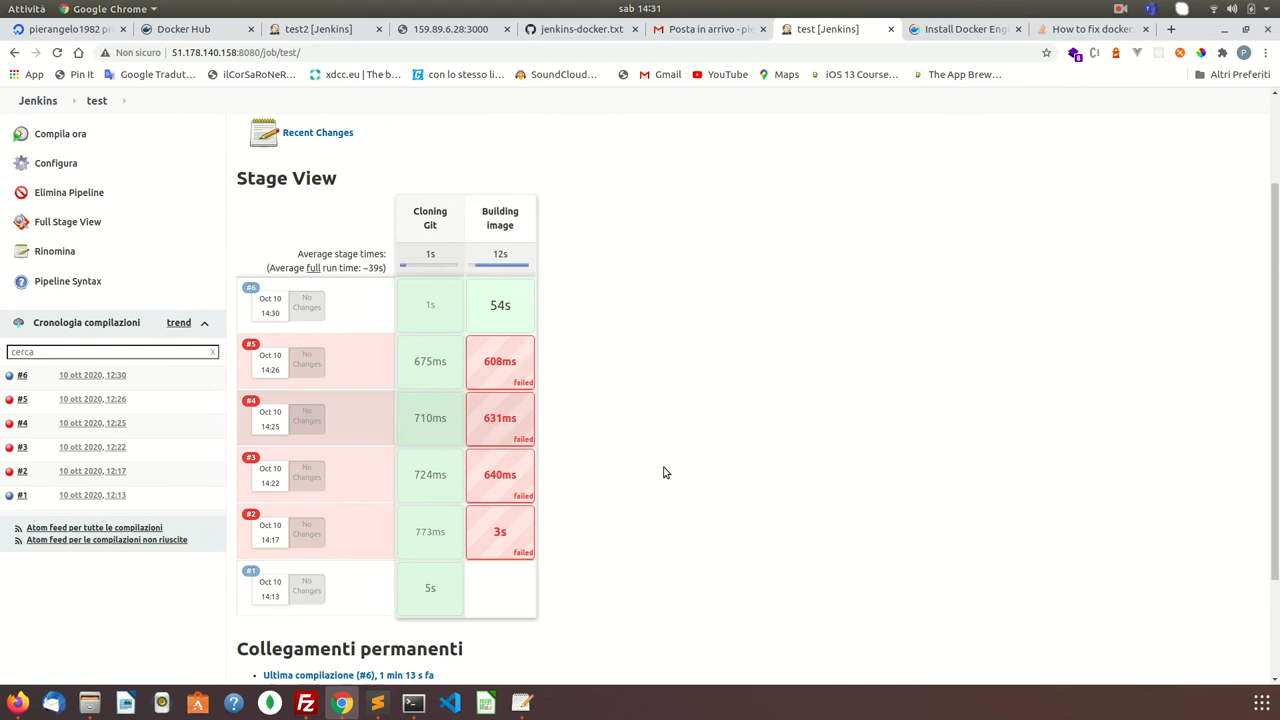 Attività
Google Chrome
sab 14:31
pierangelo1982 pr
Docker Hub
test2 [Jenkins]
159.89.6.28:3000
jenkins-docker.txt
Posta in arrivo - pie
test [Jenkins]
Install Docker Eng
How to fix docker:
Non sicuro
51.178.140.158:8080/job/test/
App
Pin It
Google Tradut...
ilCorSaRoNeR...
xdcc.eu | The b...
con lo stesso li...
SoundCloud...
Gmail
YouTube
Maps
iOS 13 Course...
The App Brew...
Altri Preferiti
Jenkins
test
Compila ora
Configura
Elimina Pipeline
Full Stage View
Rinomina
Pipeline Syntax
Cronologia compilazioni
trend
cerca
x
#6 10 ott 2020, 12:30
#5 10 ott 2020, 12:26
#4 10 ott 2020, 12:25
#3 10 ott 2020, 12:22
#2 10 ott 2020, 12:17
#1 10 ott 2020, 12:13
Atom feed per tutte le compilazioni
Atom feed per le compilazioni non riuscite
Recent Changes
Stage View
Cloning
Git
Building
image
Average stage times:
(Average full run time: ~39s)
1s
12s
#6
Oct 10
14:30
No
Changes
1s
54s
#5
Oct 10
14:26
No
Changes
675ms
608ms
failed
#4
Oct 10
14:25
No
Changes
710ms
631ms
failed
#3
Oct 10
14:22
No
Changes
724ms
640ms
failed
#2
Oct 10
14:17
No
Changes
773ms
3s
failed
#1
Oct 10
14:13
No
Changes
5s
Collegamenti permanenti
Ultima compilazione (#6), 1 min 13 s fa